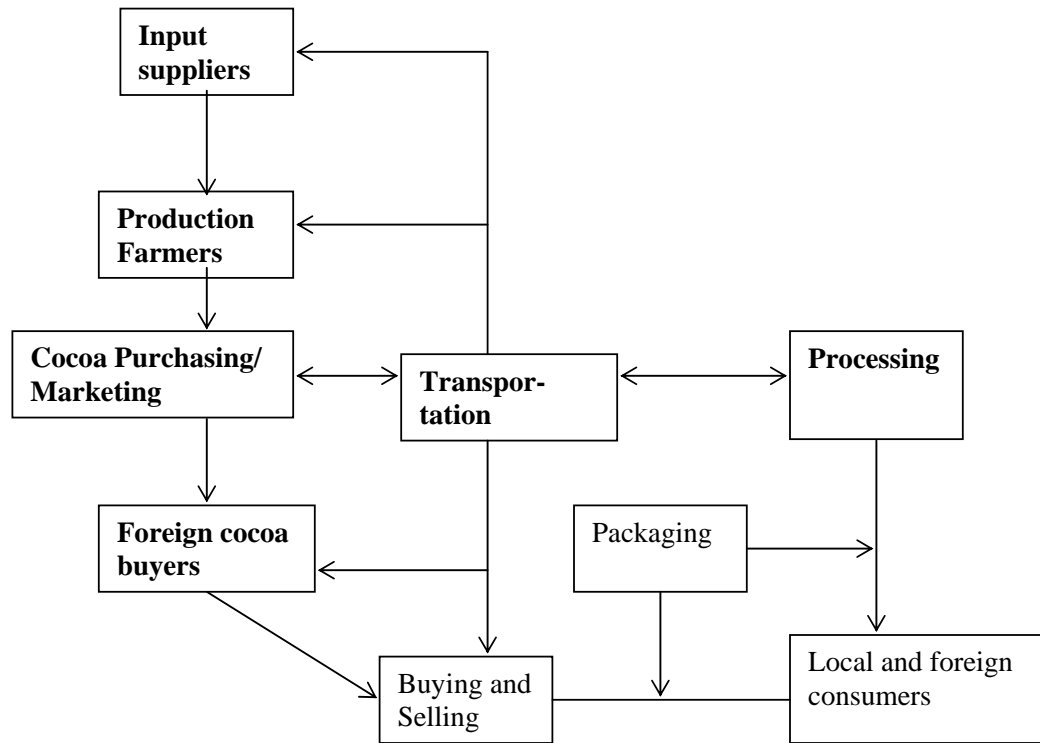 Input
suppliers
Production
Farmers
Cocoa Purchasing/
Marketing
Transpor-
tation
Processing
Foreign cocoa
buyers
Packaging
Buying and
Selling
Local and foreign
consumers